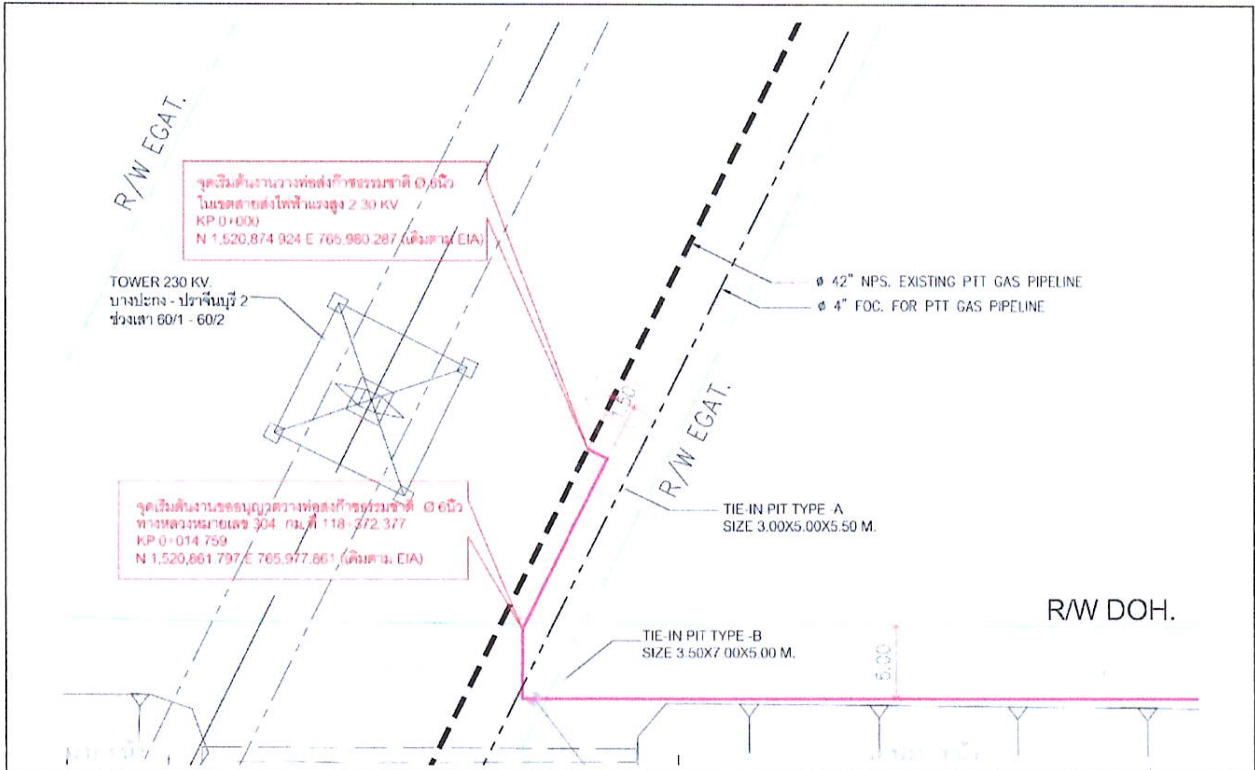 R/W EGAT.
จุดเริ่มต้นงานวางท่อส่งก๊าซธรรมชาติ Ø 6นิ้ว
ในเขตสายส่งไฟฟ้าแรงสูง 2 30 KV
KP 0+000
N 1,520,874 924 E 765,980 287 (เดิมตาม EIA)
TOWER 230 KV.
บางปะกง - ปราจีนบุรี 2
ช่วงเสา 60/1 - 60/2
ø 42" NPS. EXISTING PTT GAS PIPELINE
ø 4" FOC. FOR PTT GAS PIPELINE
1.50
R/W EGAT.
จุดเริ่มต้นงานขออนุญาตวางท่อส่งก๊าซธรรมชาติ Ø 6นิ้ว
ทางหลวงหมายเลข 304 กม.ที่ 118+372.377
KP 0+014 759
N 1,520,861 797 E 765,977.861 (เดิมตาม EIA)
TIE-IN PIT TYPE -A
SIZE 3.00X5.00X5.50 M.
R/W DOH.
TIE-IN PIT TYPE -B
SIZE 3.50X7.00X5.00 M.
5.00